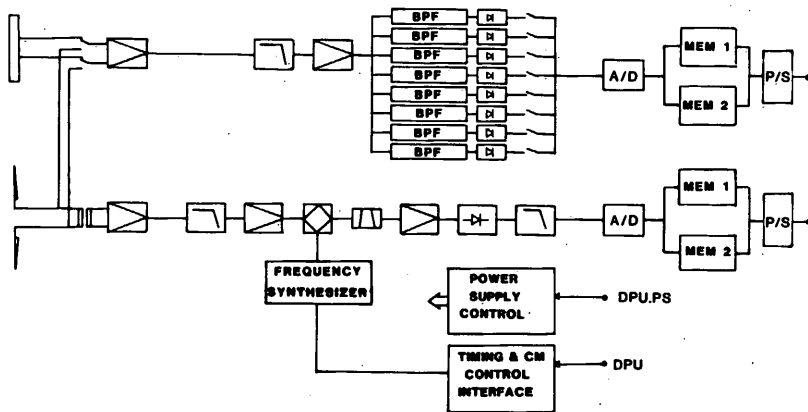 BPF
BPF
BPF
BPF
BPF
BPF
BPF
BPF
A/D
MEM 1
MEM 2
P/S
A/D
MEM 1
MEM 2
P/S
FREQUENCY
SYNTHESIZER
POWER
SUPPLY
CONTROL
DPU.PS
TIMING & CM
CONTROL
INTERFACE
DPU